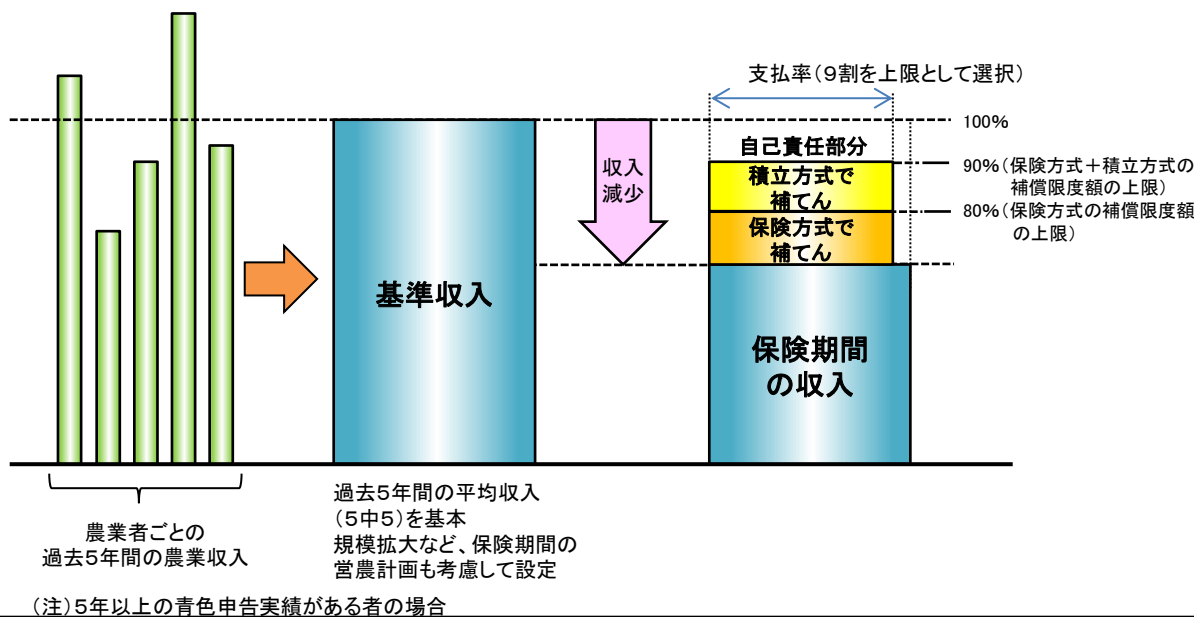 支払率(9割を上限として選択)
100%
自己責任部分
90%(保険方式+積立方式の
補償限度額の上限)
積立方式で
補てん
80%(保険方式の補償限度額
の上限)
保険方式で
補てん
収入
減少
基準収入
保険期間
の収入
農業者ごとの
過去5年間の農業収入
過去5年間の平均収入
(5中5)を基本
規模拡大など、保険期間の
営農計画も考慮して設定
(注)5年以上の青色申告実績がある者の場合